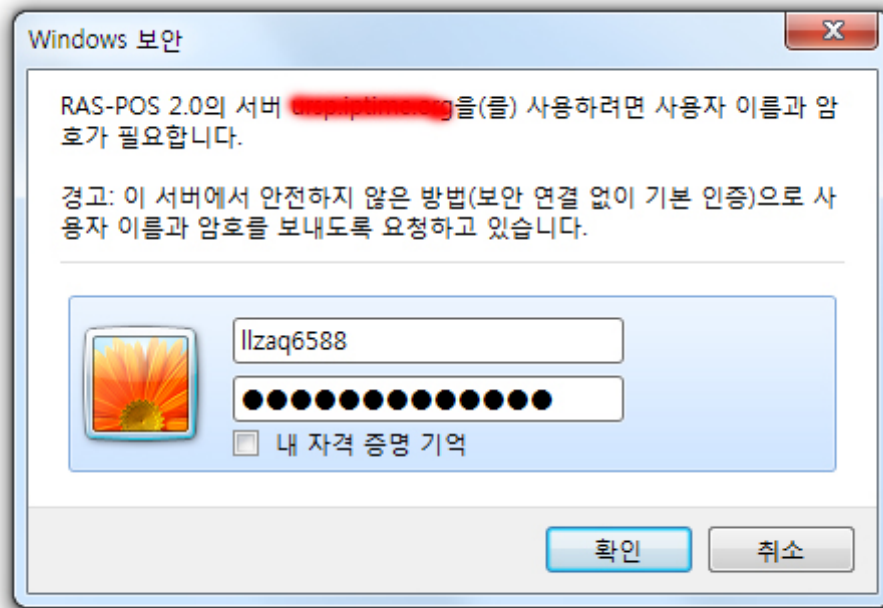 Windows 보안
RAS-POS 2.0의 서버 을(를) 사용하려면 사용자 이름과 암
호가 필요합니다.
경고: 이 서버에서 안전하지 않은 방법(보안 연결 없이 기본 인증)으로 사
용자 이름과 암호를 보내도록 요청하고 있습니다.
llzaq6588
●●●●●●●●●●●●●
내 자격 증명 기억
확인
취소